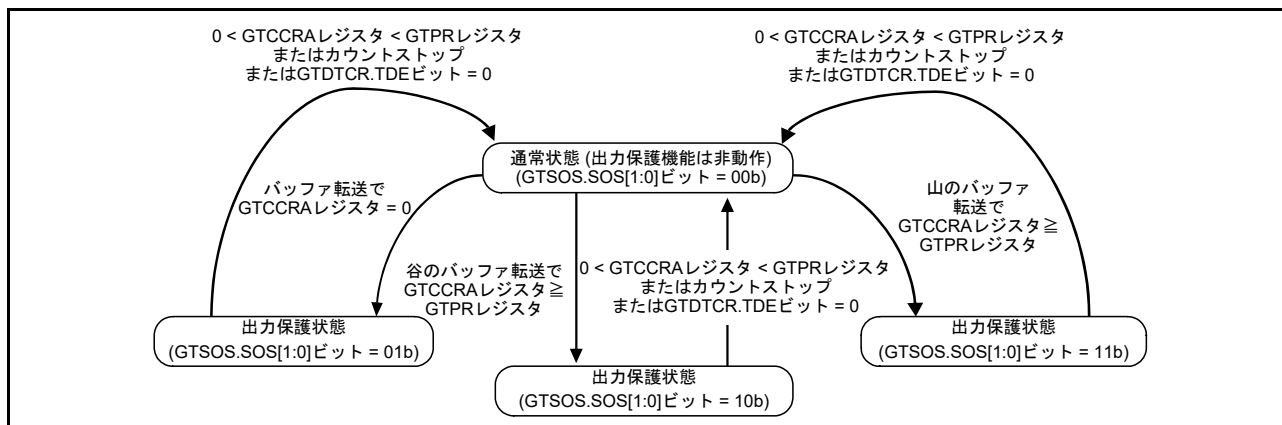 0 < GTCCRAレジスタ < GTPRレジスタ
またはカウントストップ
またはGTDTCR.TDEビット = 0
0 < GTCCRAレジスタ < GTPRレジスタ
またはカウントストップ
またはGTDTCR.TDEビット = 0
通常状態 (出力保護機能は非動作)
(GTSOS.SOS[1:0]ビット = 00b)
バッファ転送で
GTCCRAレジスタ = 0
山のバッファ
転送で
GTCCRAレジスタ≧
GTPRレジスタ
谷のバッファ転送で
GTCCRAレジスタ≧
GTPRレジスタ
0 < GTCCRAレジスタ < GTPRレジスタ
またはカウントストップ
またはGTDTCR.TDEビット = 0
出力保護状態
(GTSOS.SOS[1:0]ビット = 01b)
出力保護状態
(GTSOS.SOS[1:0]ビット = 11b)
出力保護状態
(GTSOS.SOS[1:0]ビット = 10b)